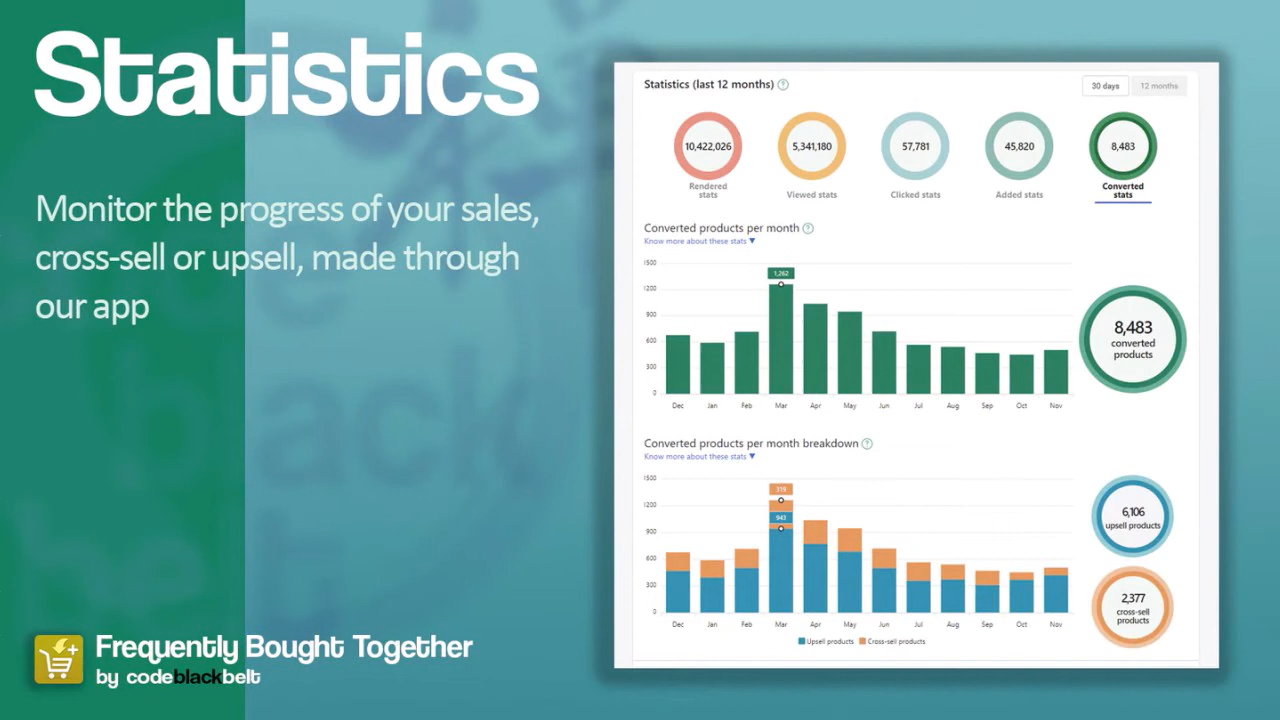 Statistics
Monitor the progress of your sales,
cross-sell or upsell, made through
our app
Frequently Bought Together
by codeblackbelt
Statistics (last 12 months) ?
30 days
12 months
10,422,026
5,341,180
57,781
45,820
8,483
Rendered
stats
Viewed stats
Clicked stats
Added stats
Converted
stats
Converted products per month ?
Know more about these stats ▼
1500
1200
900
600
300
0
1,262
Dec Jan Feb Mar Apr May Jun Jul Aug Sep Oct Nov
8,483
converted
products
Converted products per month breakdown ?
Know more about these stats ▼
1500
1200
900
600
300
0
319
943
Dec Jan Feb Mar Apr May Jun Jul Aug Sep Oct Nov
Upsell products Cross-sell products
6,106
upsell products
2,377
cross-sell
products